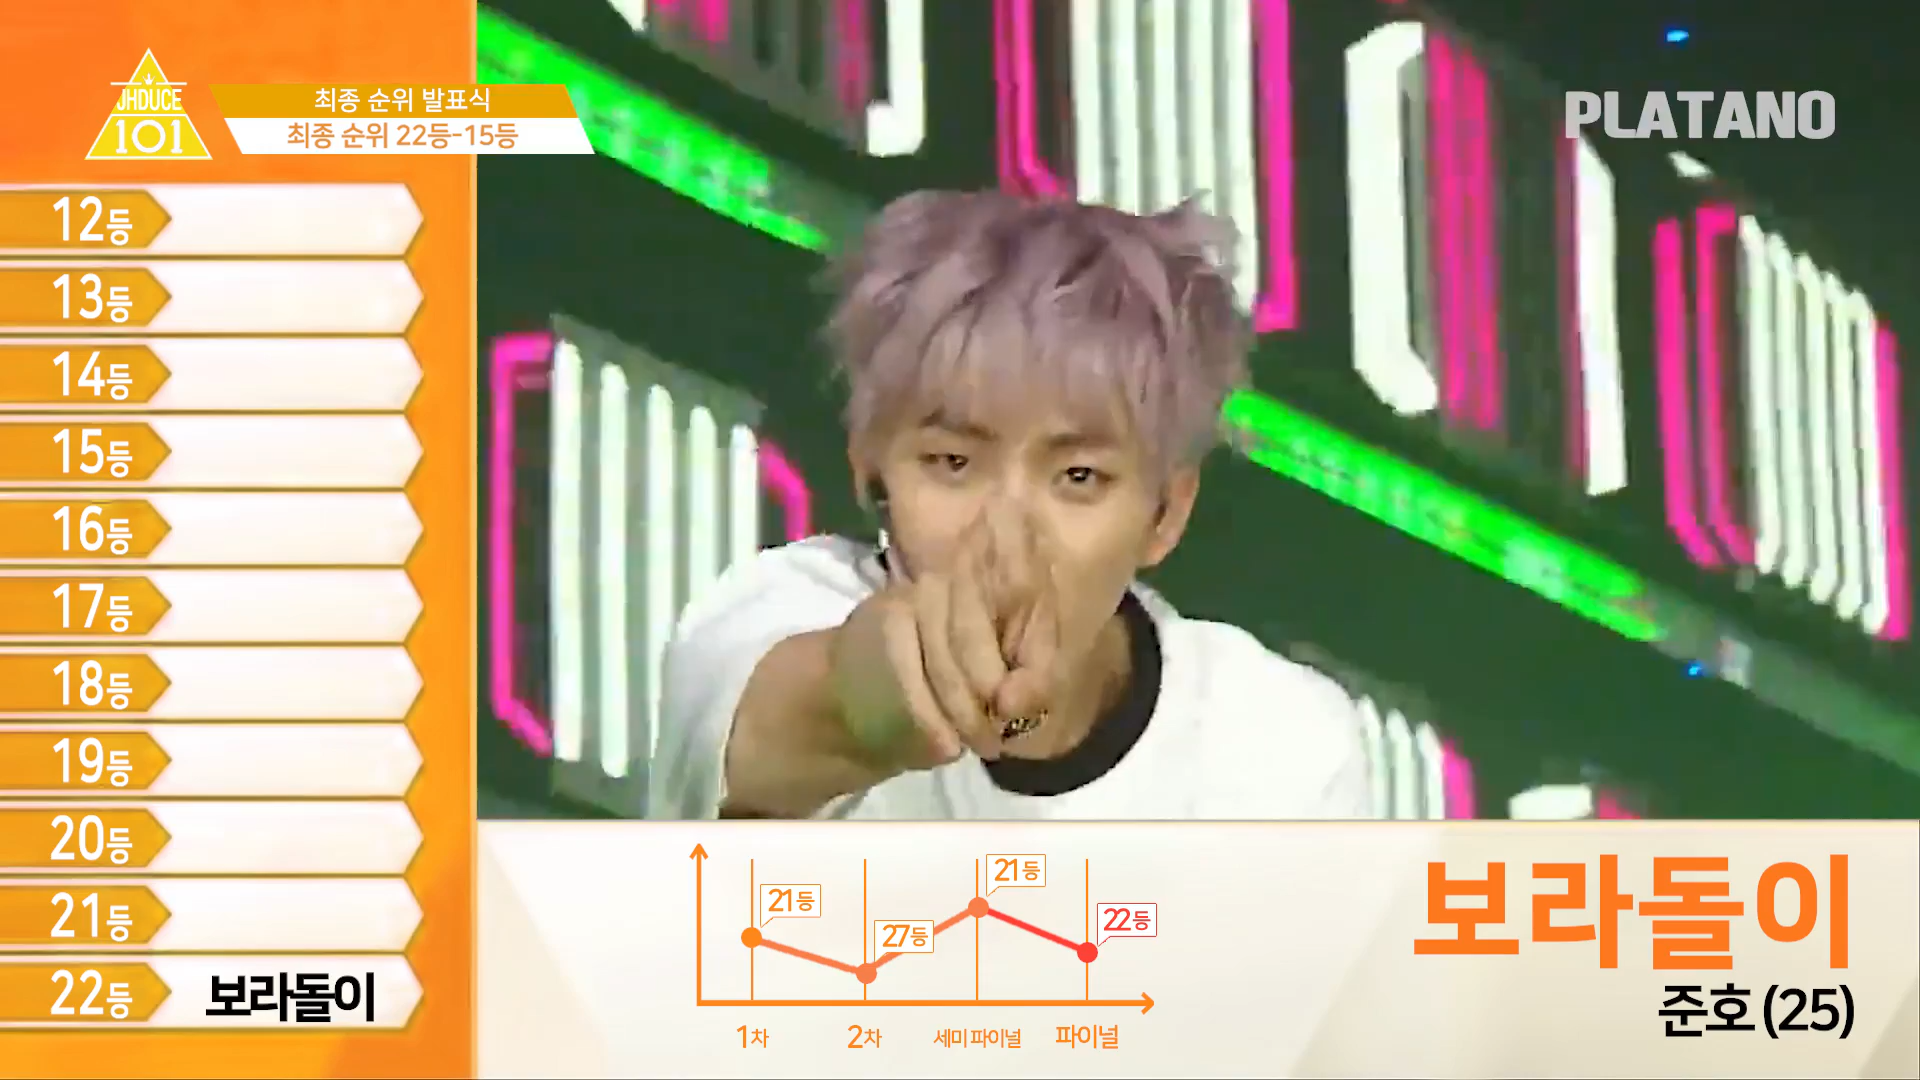 JHDUCE
101
최종 순위 발표식
최종 순위 22등-15등
PLATANO
12등
13등
14등
15등
16등
17등
18등
19등
20등
21등
22등 보라돌이
21등
27등
21등
22등
1차
2차
세미 파이널
파이널
보라돌이
준호 (25)